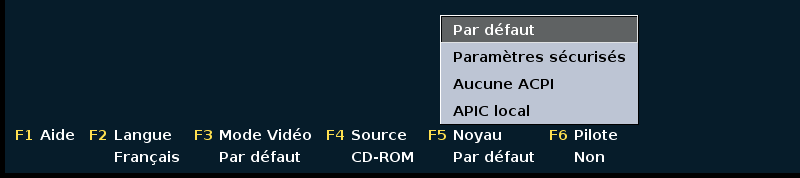 Par défaut
Paramètres sécurisés
Aucune ACPI
APIC local
F1 Aide F2 Langue F3 Mode Vidéo F4 Source F5 Noyau F6 Pilote
Français Par défaut CD-ROM Par défaut Non